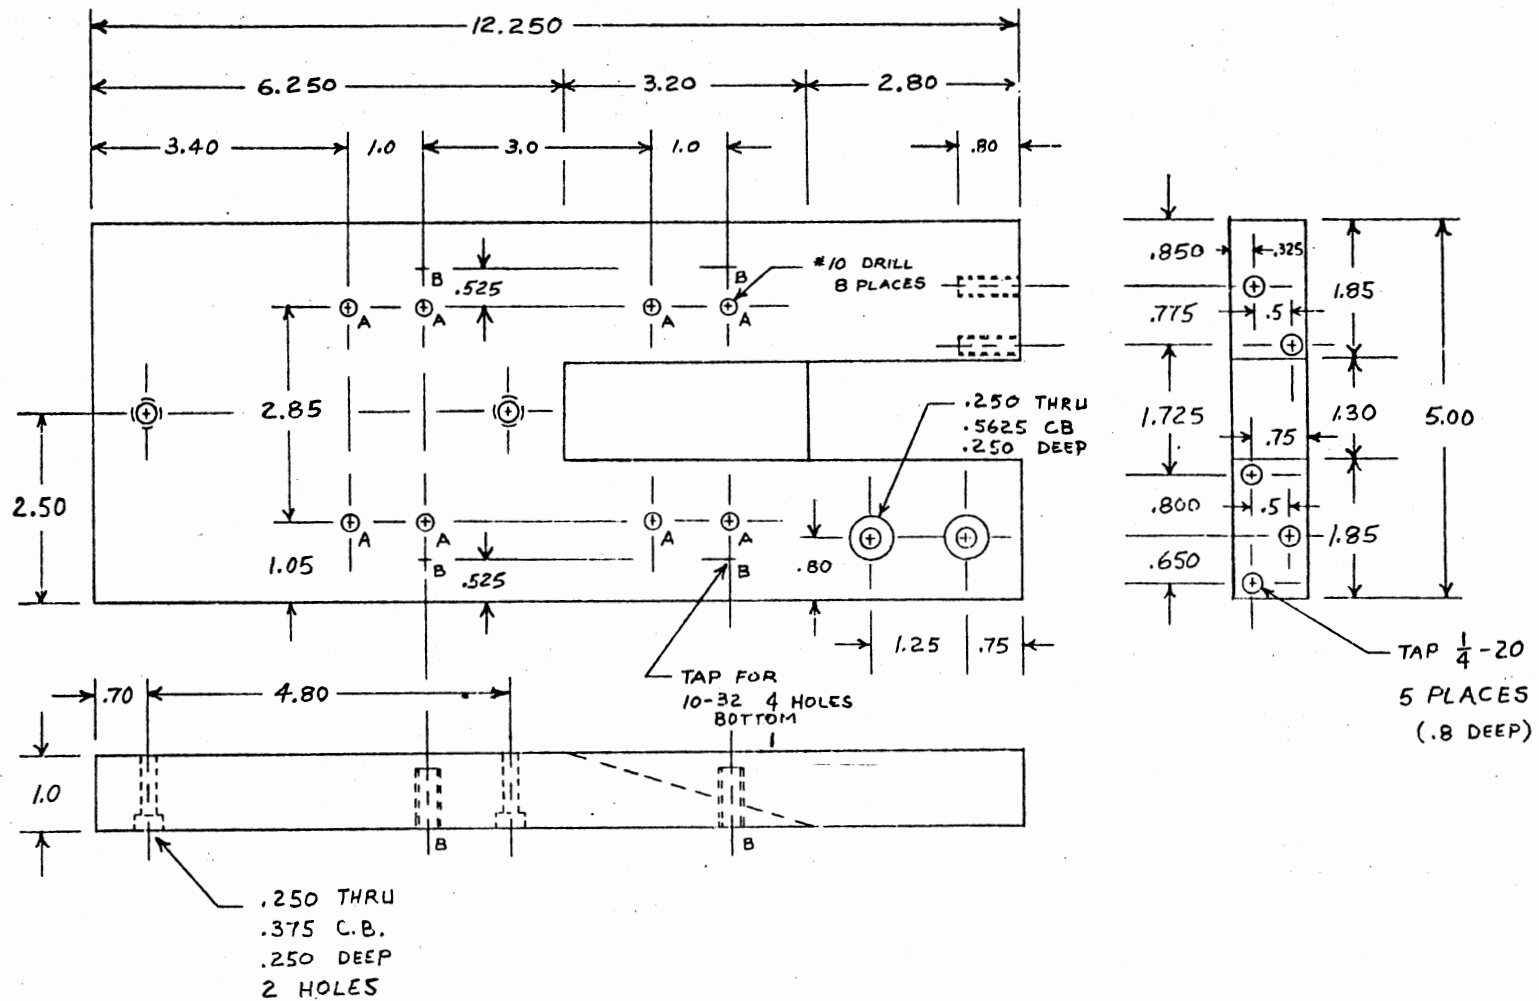 12.250
6.250 3.20 2.80
3.40 1.0 3.0 1.0 .80
B .525 B
#10 DRILL
8 PLACES
A A A A
2.85
2.50
.250 THRU
.5625 CB
.250 DEEP
A A A A
1.05 B .525 B .80
1.25 .75
TAP FOR
10-32 4 HOLES
BOTTOM
.850 .325 1.85
.775 .5
1.725 .75 1.30 5.00
.800 .5 1.85
.650
TAP 1/4-20
5 PLACES
(.8 DEEP)
.70 4.80
1.0
B B
.250 THRU
.375 C.B.
.250 DEEP
2 HOLES